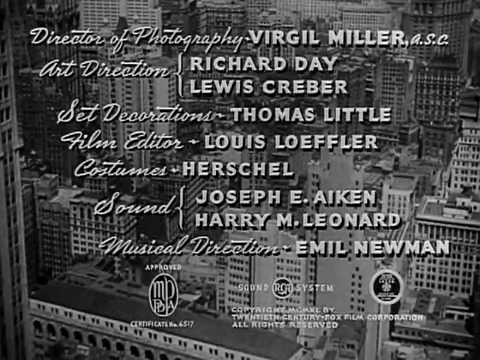 Director of Photography - VIRGIL MILLER, A.S.C.
Art Direction { RICHARD DAY
LEWIS CREBER
Set Decorations - THOMAS LITTLE
Film Editor - LOUIS LOEFFLER
Costumes - HERSCHEL
Sound { JOSEPH E. AIKEN
HARRY M. LEONARD
Musical Direction - EMIL NEWMAN
APPROVED
MPPDA
CERTIFICATE No. 6517
SOUND RCA SYSTEM
COPYRIGHT MCMXL BY
TWENTIETH CENTURY-FOX FILM CORPORATION
ALL RIGHTS RESERVED